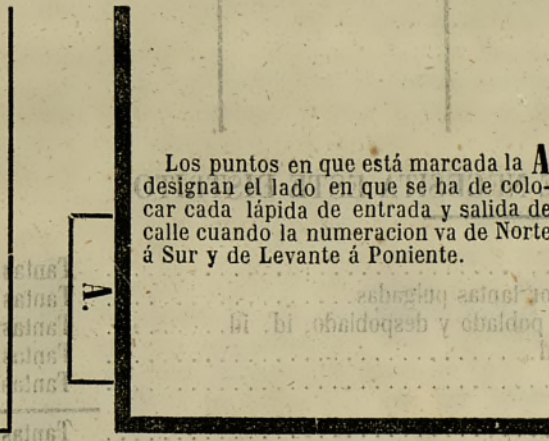 Los puntos en que está marcada la A
designan el lado en que se ha de colo-
car cada lápida de entrada y salida de
calle cuando la numeracion va de Norte
á Sur y de Levante á Poniente.
A.